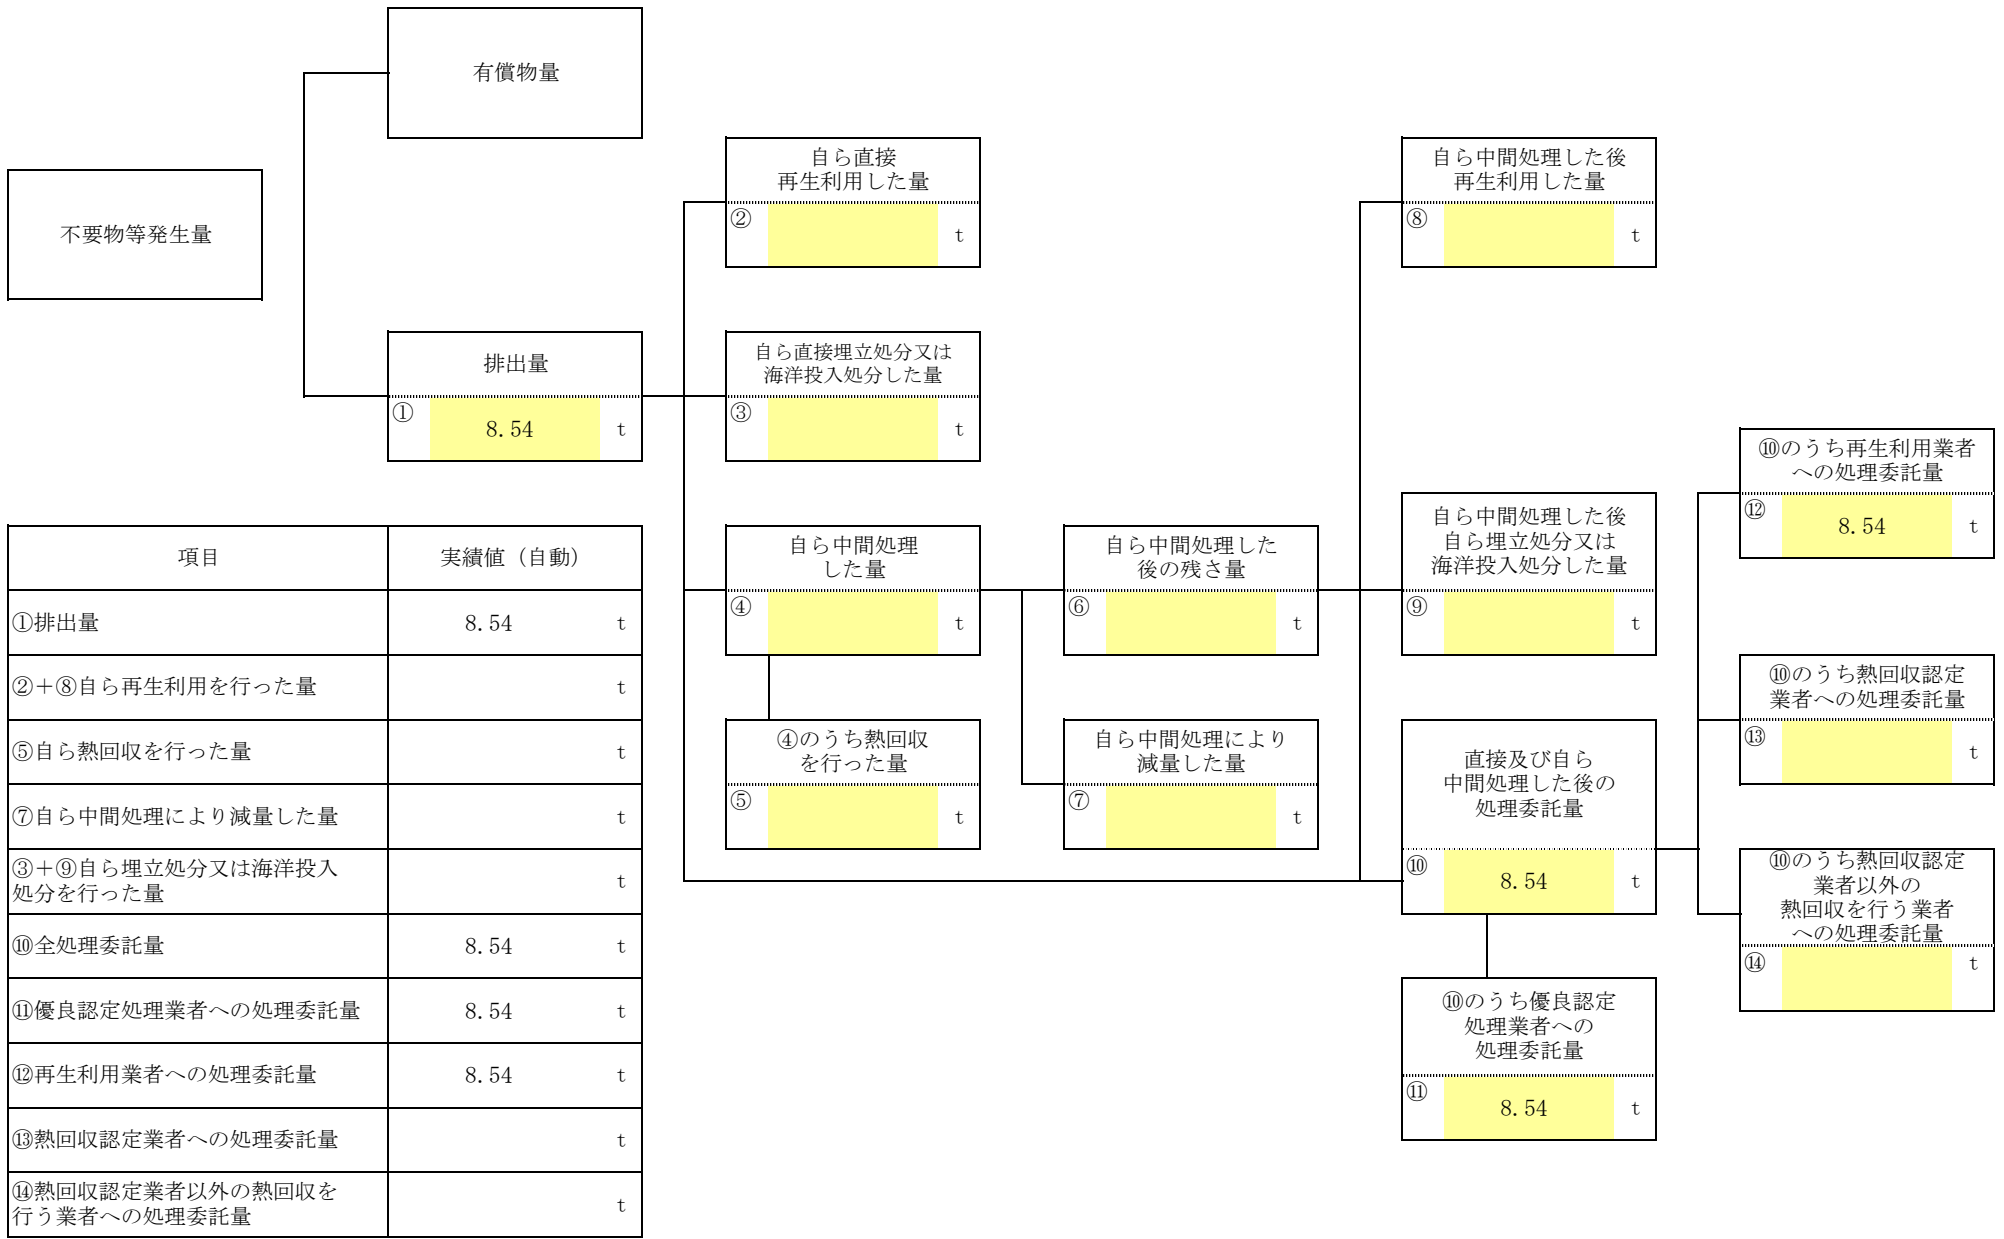 有償物量
不要物等発生量
排出量
①
8.54
t
自ら直接
再生利用した量
②
t
自ら直接埋立処分又は
海洋投入処分した量
③
t
自ら中間処理
した量
④
t
④のうち熱回収
を行った量
⑤
t
自ら中間処理した
後の残さ量
⑥
t
自ら中間処理により
減量した量
⑦
t
自ら中間処理した後
再生利用した量
⑧
t
自ら中間処理した後
自ら埋立処分又は
海洋投入処分した量
⑨
t
直接及び自ら
中間処理した後の
処理委託量
⑩
8.54
t
⑩のうち優良認定
処理業者への
処理委託量
⑪
8.54
t
⑩のうち再生利用業者
への処理委託量
⑫
8.54
t
⑩のうち熱回収認定
業者への処理委託量
⑬
t
⑩のうち熱回収認定
業者以外の
熱回収を行う業者
への処理委託量
⑭
t
項目 実績値（自動）
①排出量 8.54 t
②＋⑧自ら再生利用を行った量 t
⑤自ら熱回収を行った量 t
⑦自ら中間処理により減量した量 t
③＋⑨自ら埋立処分又は海洋投入
処分を行った量 t
⑩全処理委託量 8.54 t
⑪優良認定処理業者への処理委託量 8.54 t
⑫再生利用業者への処理委託量 8.54 t
⑬熱回収認定業者への処理委託量 t
⑭熱回収認定業者以外の熱回収を
行う業者への処理委託量 t